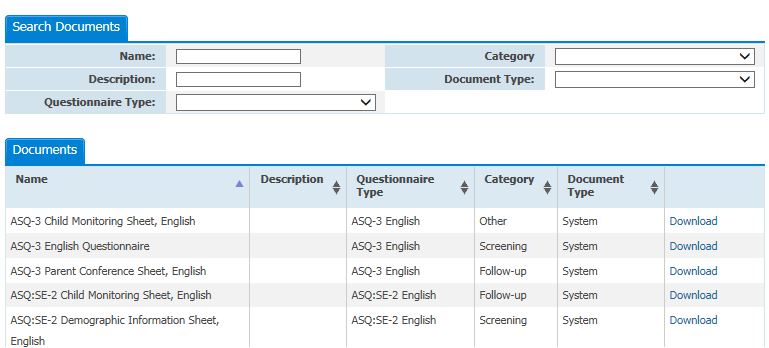 Search Documents
Name: Category
Description: Document Type:
Questionnaire Type:
Documents
Name Description Questionnaire Type Category Document Type
ASQ-3 Child Monitoring Sheet, English ASQ-3 English Other System Download
ASQ-3 English Questionnaire ASQ-3 English Screening System Download
ASQ-3 Parent Conference Sheet, English ASQ-3 English Follow-up System Download
ASQ:SE-2 Child Monitoring Sheet, English ASQ:SE-2 English Follow-up System Download
ASQ:SE-2 Demographic Information Sheet, ASQ:SE-2 English Screening System Download
English